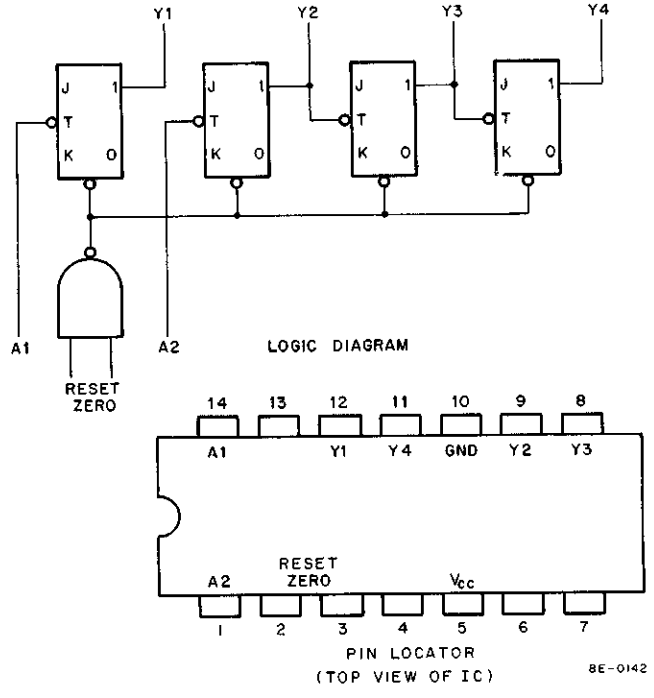 Y1 Y2 Y3 Y4
J 1 J 1 J 1 J 1
T T T T
K 0 K 0 K 0 K 0
A1 A2 LOGIC DIAGRAM
RESET
ZERO
14 13 12 11 10 9 8
A1 Y1 Y4 GND Y2 Y3
RESET
A2 ZERO VCC
1 2 3 4 5 6 7
PIN LOCATOR
(TOP VIEW OF IC)
8E-0142